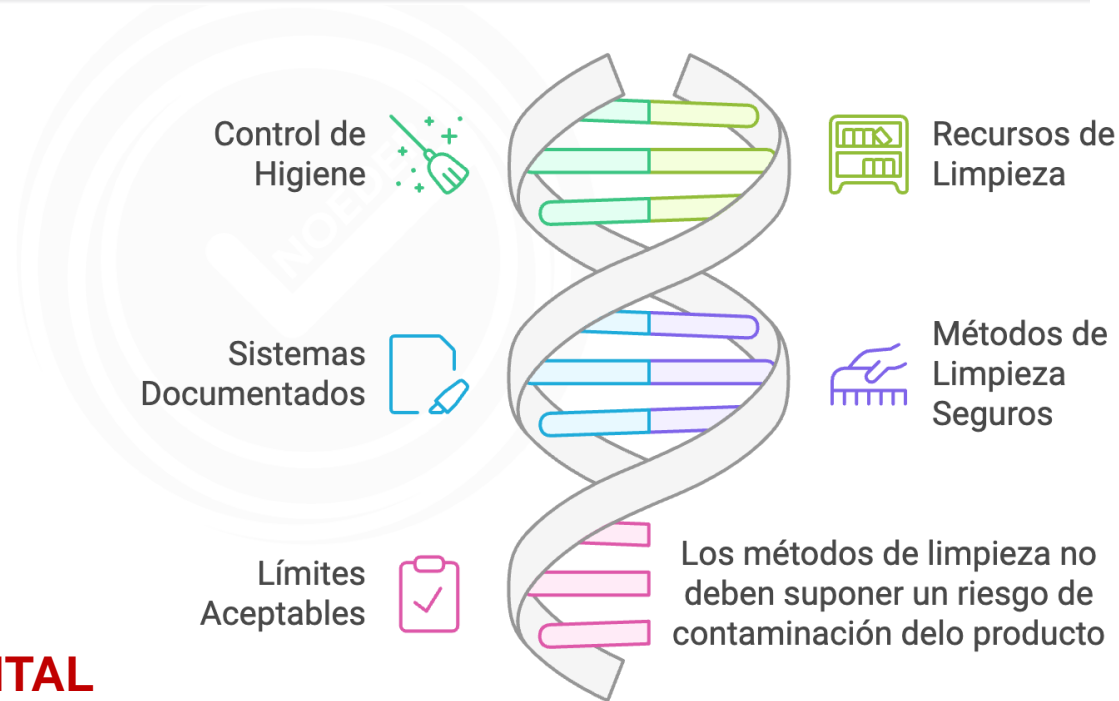 Control de
Higiene
Recursos de
Limpieza
Sistemas
Documentados
Métodos de
Limpieza
Seguros
Límites
Aceptables
Los métodos de limpieza no
deben suponer un riesgo de
contaminación delo producto
ITAL